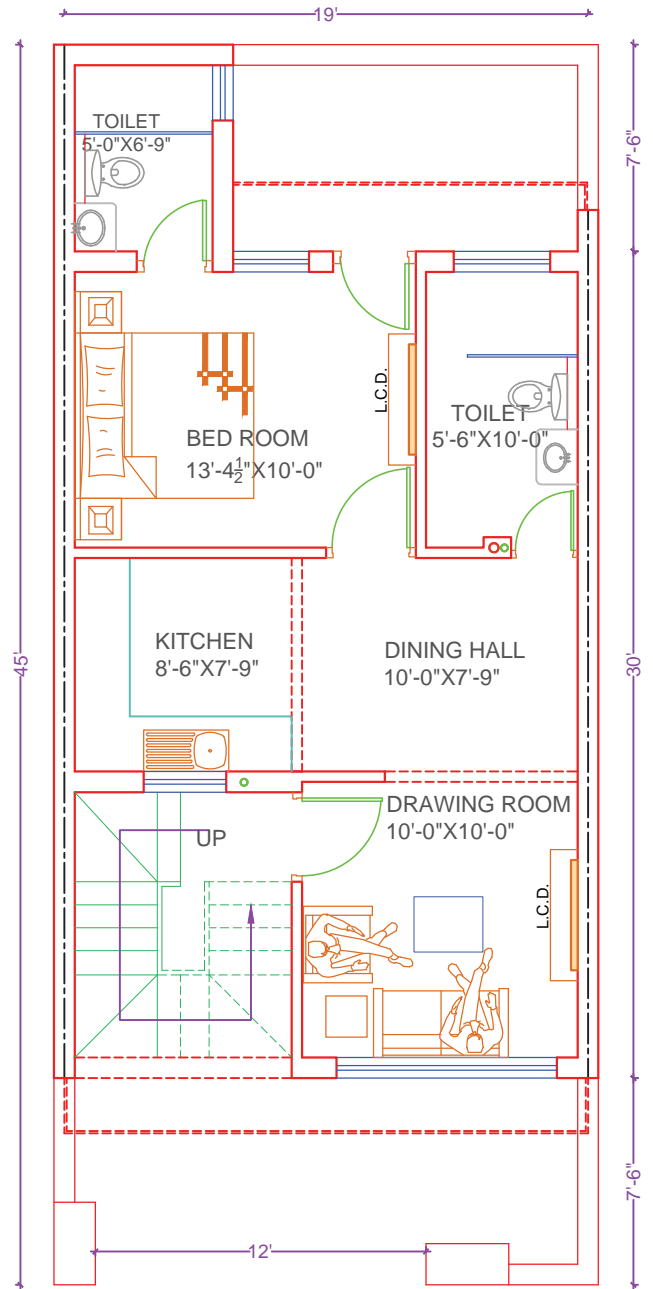 19'
TOILET
5'-0"X6'-9"
7'-6"
L.C.D.
TOILET
5'-6"X10'-0"
BED ROOM
13'-4½"X10'-0"
45'
KITCHEN
8'-6"X7'-9"
DINING HALL
10'-0"X7'-9"
30'
DRAWING ROOM
10'-0"X10'-0"
UP
L.C.D.
7'-6"
12'